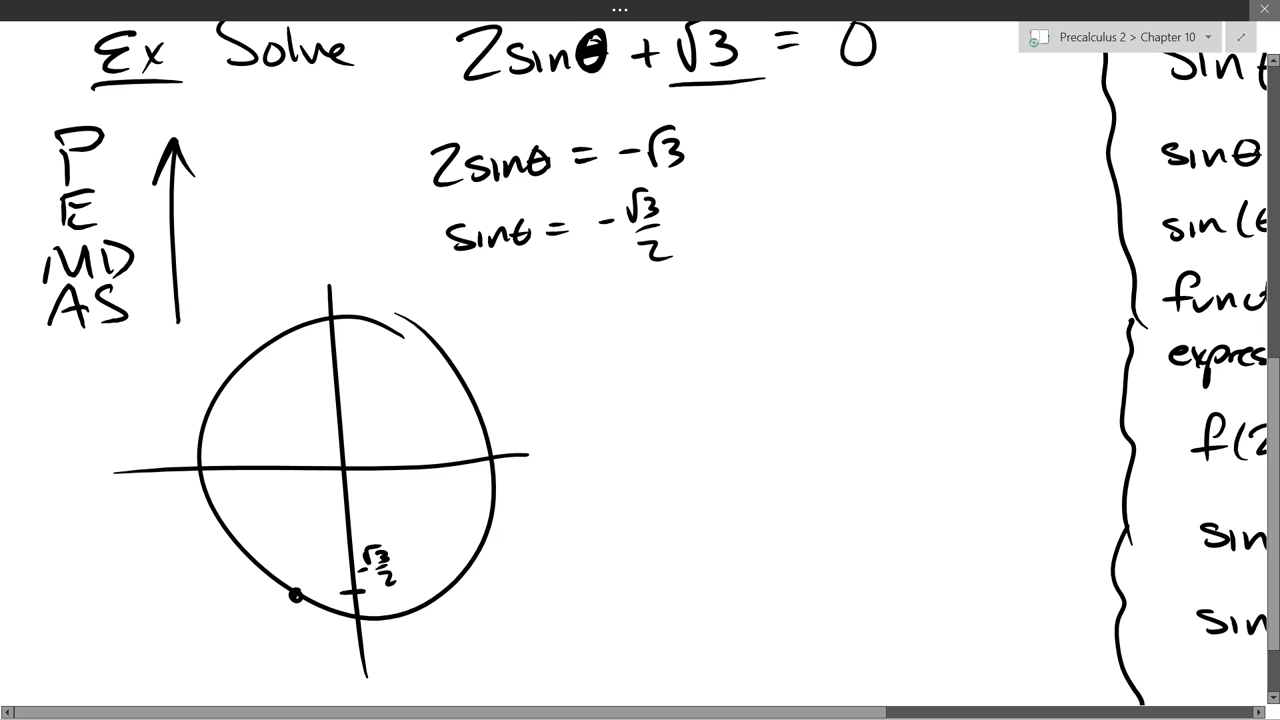 ...
Precalculus 2 > Chapter 10
Ex Solve 2sinθ + √3 = 0
P
E
MD
AS
2sinθ = -√3
sinθ = -√3/2
-√3/2
sinθ
sin(
func
expres
f(2
sin
sin